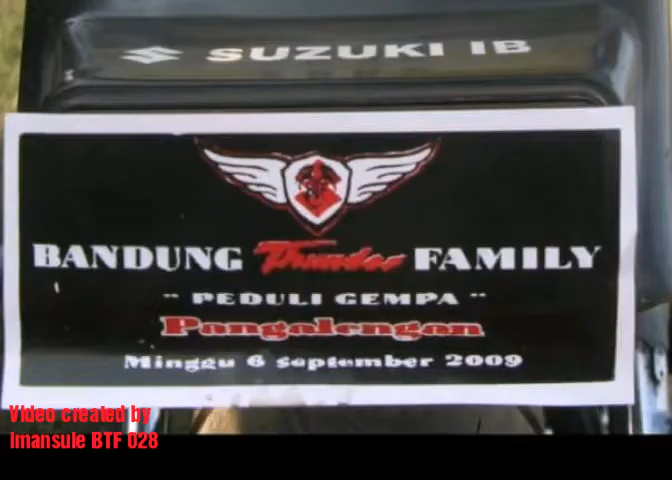 SUZUKI IB
BANDUNG Thunder FAMILY
" PEDULI GEMPA "
Pangalengan
Minggu 6 september 2009
Video created by
Imansule BTF 028